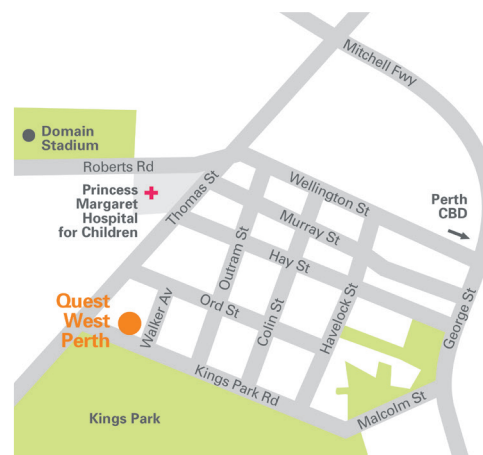 Mitchell Fwy
Domain
Stadium
Roberts Rd
Princess
Margaret
Hospital
for Children
Thomas St
Wellington St
Perth
CBD
Murray St
Hay St
Outram St
Colin St
Havelock St
George St
Quest
West
Perth
Walker Av
Ord St
Kings Park Rd
Malcolm St
Kings Park